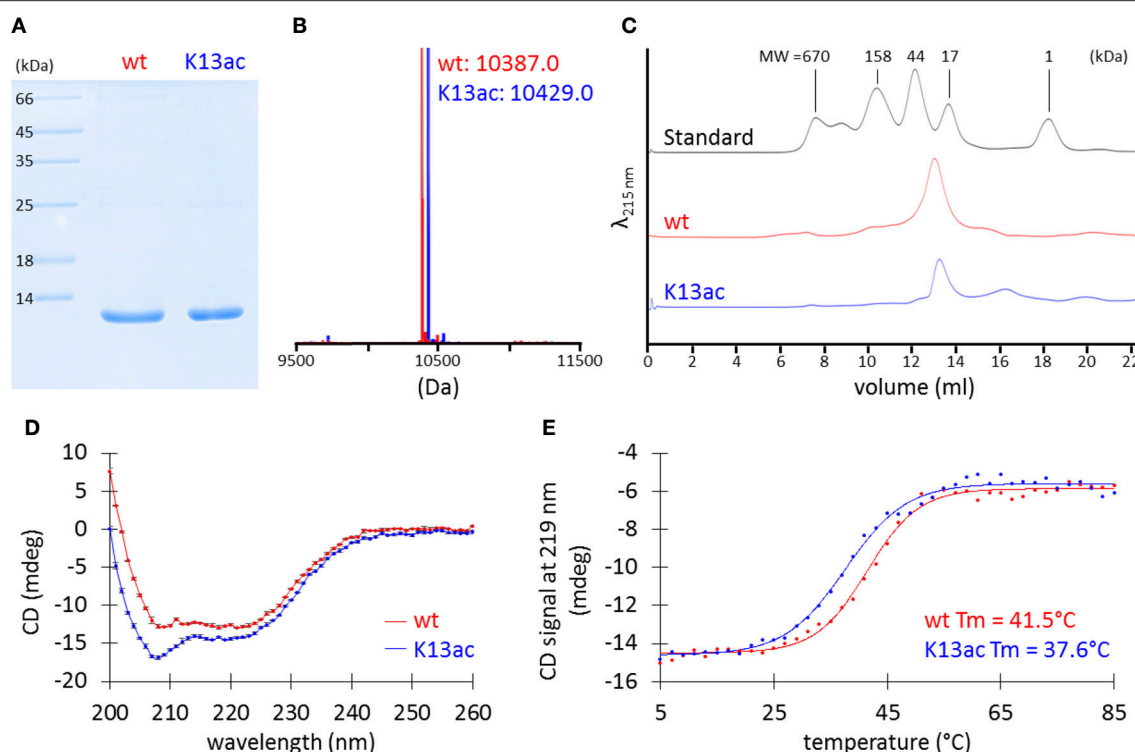 A
(kDa)
wt
K13ac
66
45
35
25
18
14
B
wt: 10387.0
K13ac: 10429.0
9500
10500
11500
(Da)
C
MW =670
158
44
17
1
(kDa)
Standard
wt
K13ac
λ215 nm
0
2
4
6
8
10
12
14
16
18
20
22
volume (ml)
D
10
5
0
-5
-10
-15
-20
CD (mdeg)
wt
K13ac
200
210
220
230
240
250
260
wavelength (nm)
E
-4
-6
-8
-10
-12
-14
-16
CD signal at 219 nm
(mdeg)
wt Tm = 41.5°C
K13ac Tm = 37.6°C
5
25
45
65
85
temperature (°C)